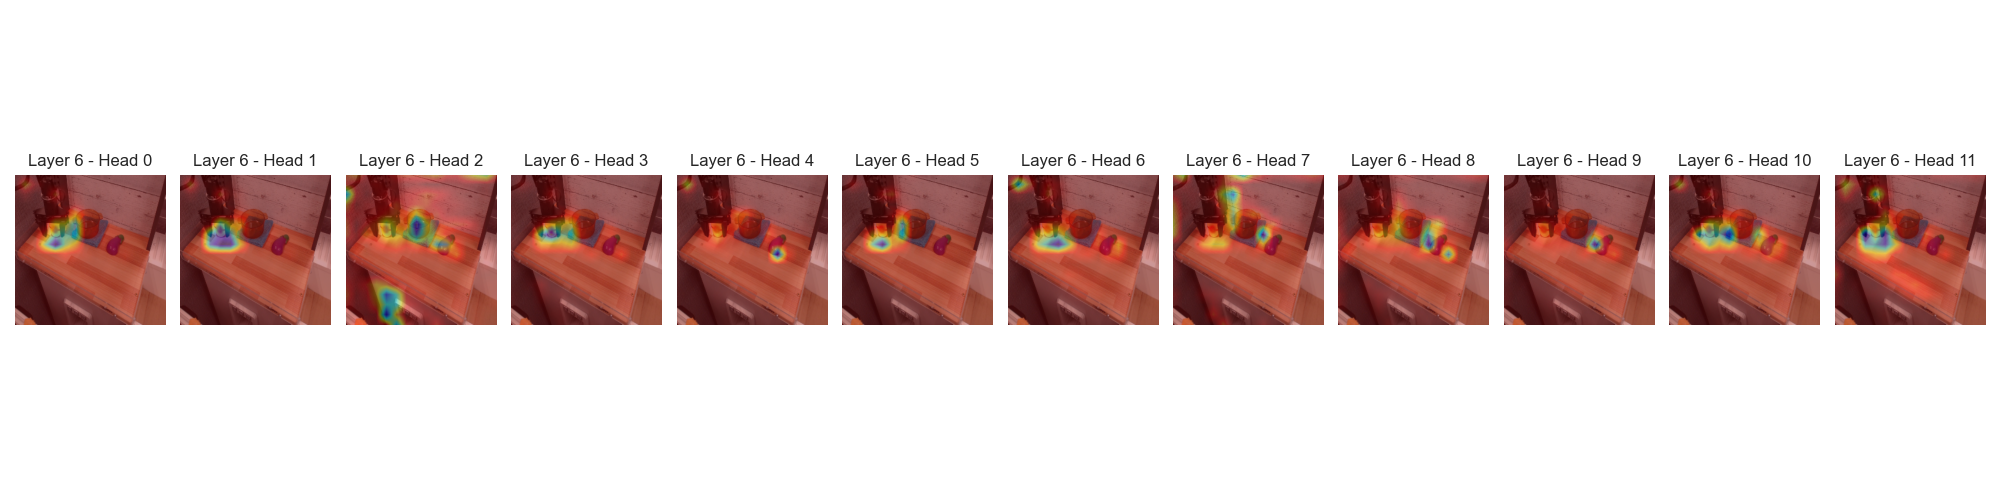 Layer 6 - Head 0
Layer 6 - Head 1
Layer 6 - Head 2
Layer 6 - Head 3
Layer 6 - Head 4
Layer 6 - Head 5
Layer 6 - Head 6
Layer 6 - Head 7
Layer 6 - Head 8
Layer 6 - Head 9
Layer 6 - Head 10
Layer 6 - Head 11